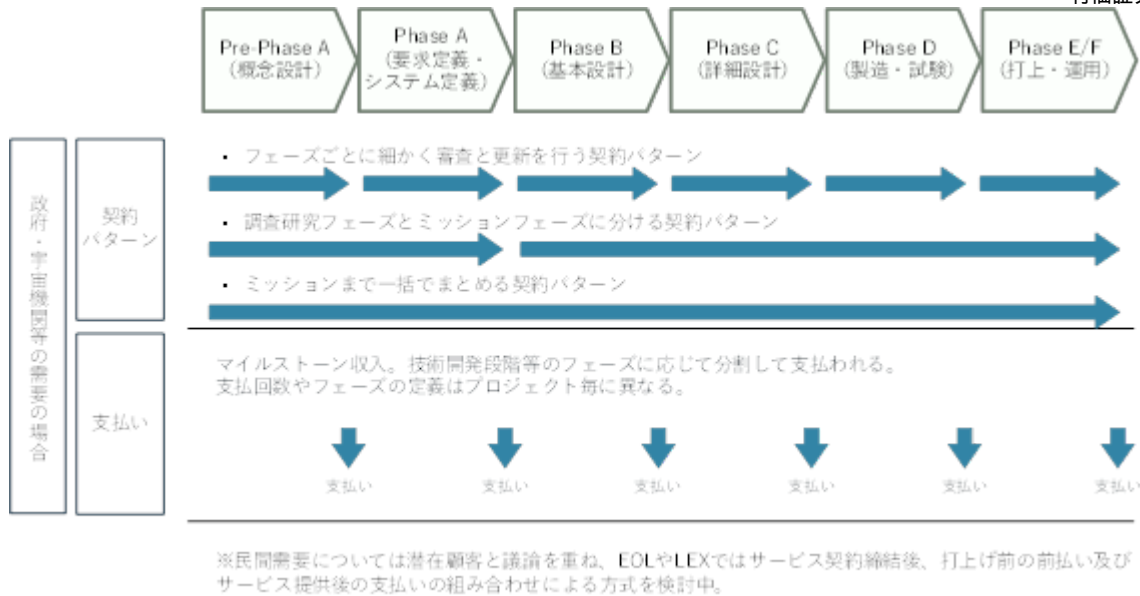 Pre-Phase A
(概念設計)
Phase A
(要求定義・
システム定義)
Phase B
(基本設計)
Phase C
(詳細設計)
Phase D
(製造・試験)
Phase E/F
(打上・運用)
政府・宇宙機関等の需要の場合
契約
パターン
▪ フェーズごとに細かく審査と更新を行う契約パターン
▪ 調査研究フェーズとミッションフェーズに分ける契約パターン
▪ ミッションまで一括でまとめる契約パターン
支払い
マイルストーン収入。技術開発段階等のフェーズに応じて分割して支払われる。
支払回数やフェーズの定義はプロジェクト毎に異なる。
支払い
支払い
支払い
支払い
支払い
支払い
※民間需要については潜在顧客と議論を重ね、EOLやLEXではサービス契約締結後、打上げ前の前払い及び
サービス提供後の支払いの組み合わせによる方式を検討中。